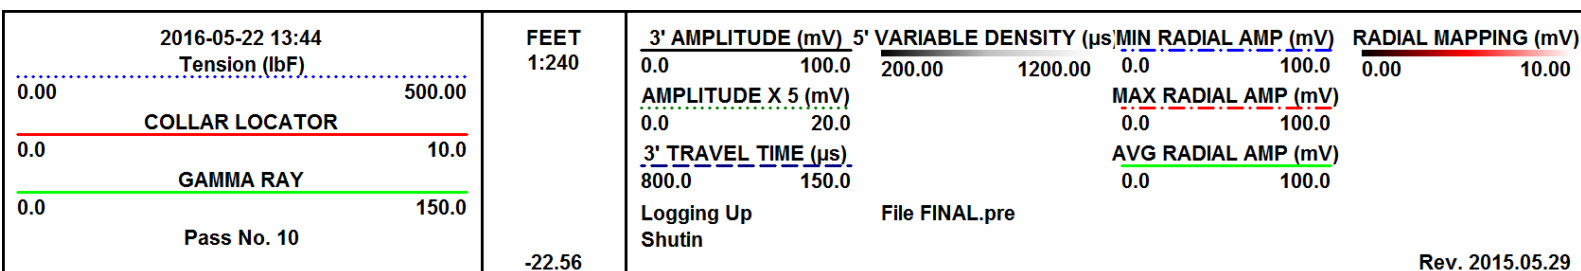 2016-05-22 13:44
Tension (lbF)
0.00 500.00
COLLAR LOCATOR
0.0 10.0
GAMMA RAY
0.0 150.0
Pass No. 10
FEET
1:240
-22.56
3' AMPLITUDE (mV)
0.0 100.0
AMPLITUDE X 5 (mV)
0.0 20.0
3' TRAVEL TIME (µs)
800.0 150.0
Logging Up
Shutin
5' VARIABLE DENSITY (µs)
200.00 1200.00
File FINAL.pre
MIN RADIAL AMP (mV)
0.0 100.0
MAX RADIAL AMP (mV)
0.0 100.0
AVG RADIAL AMP (mV)
0.0 100.0
RADIAL MAPPING (mV)
0.00 10.00
Rev. 2015.05.29